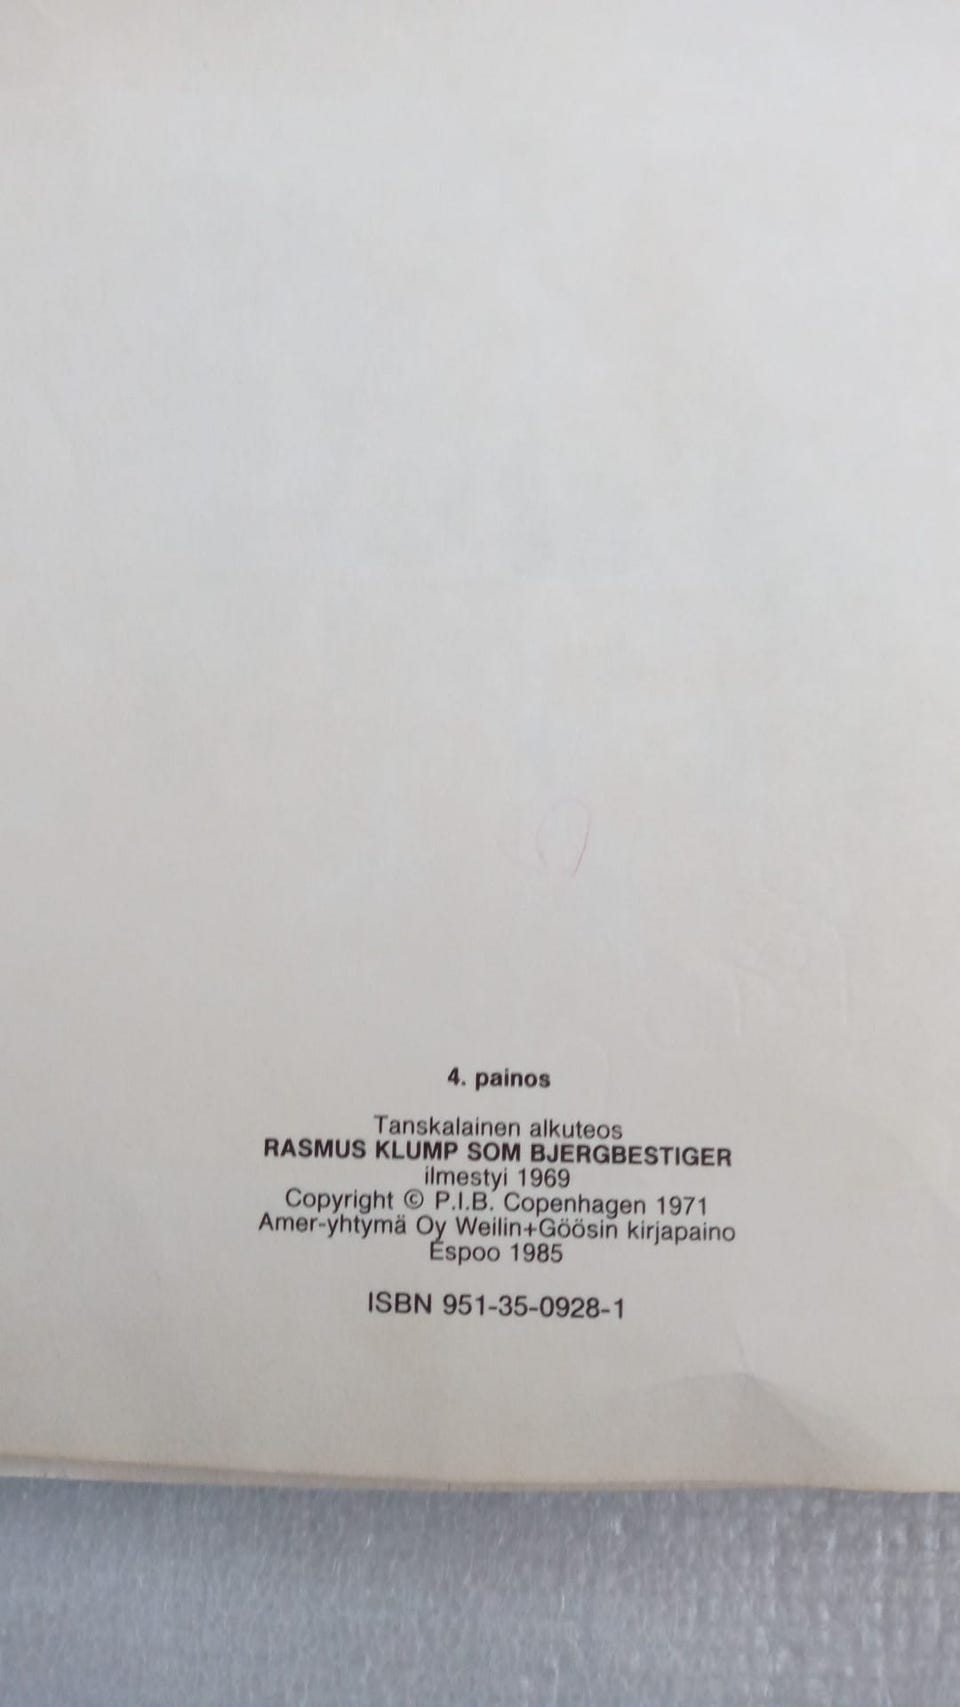 4. painos
Tanskalainen alkuteos
RASMUS KLUMP SOM BJERGBESTIGER
ilmestyi 1969
Copyright © P.I.B. Copenhagen 1971
Amer-yhtymä Oy Weilin+Göösin kirjapaino
Espoo 1985
ISBN 951-35-0928-1